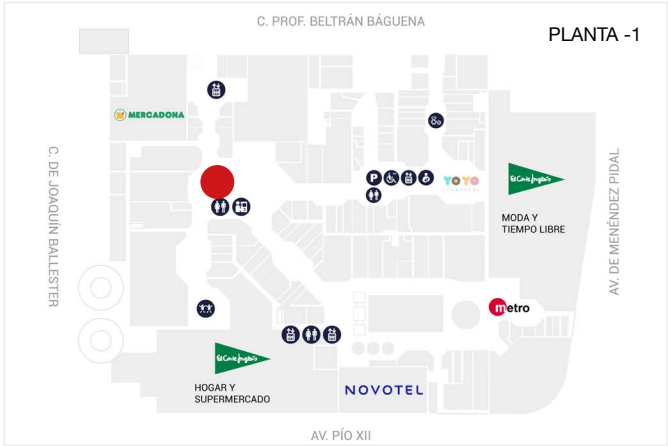 C. PROF. BELTRÁN BÁGUENA
PLANTA -1
MERCADONA
C. DE JOAQUÍN BALLESTER
P
YOYO
El Corte Inglés
MODA Y
TIEMPO LIBRE
AV. DE MENÉNDEZ PIDAL
metro
El Corte Inglés
HOGAR Y
SUPERMERCADO
NOVOTEL
AV. PÍO XII